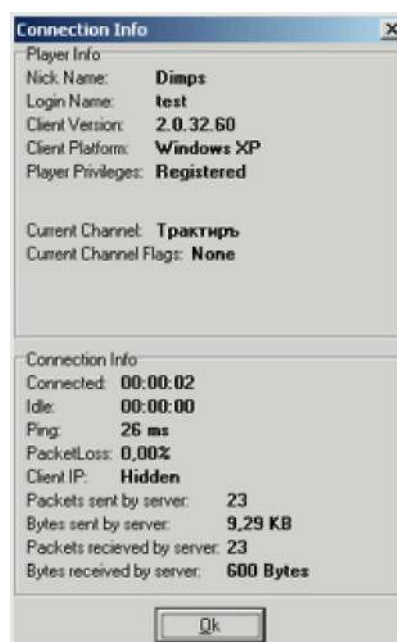 Connection Info
Player Info
Nick Name: Dimps
Login Name: test
Client Version: 2.0.32.60
Client Platform: Windows XP
Player Privileges: Registered
Current Channel: Трактиръ
Current Channel Flags: None
Connection Info
Connected: 00:00:02
Idle: 00:00:00
Ping: 26 ms
PacketLoss: 0,00%
Client IP: Hidden
Packets sent by server: 23
Bytes sent by server: 9,29 KB
Packets recieved by server: 23
Bytes received by server: 600 Bytes
Ok